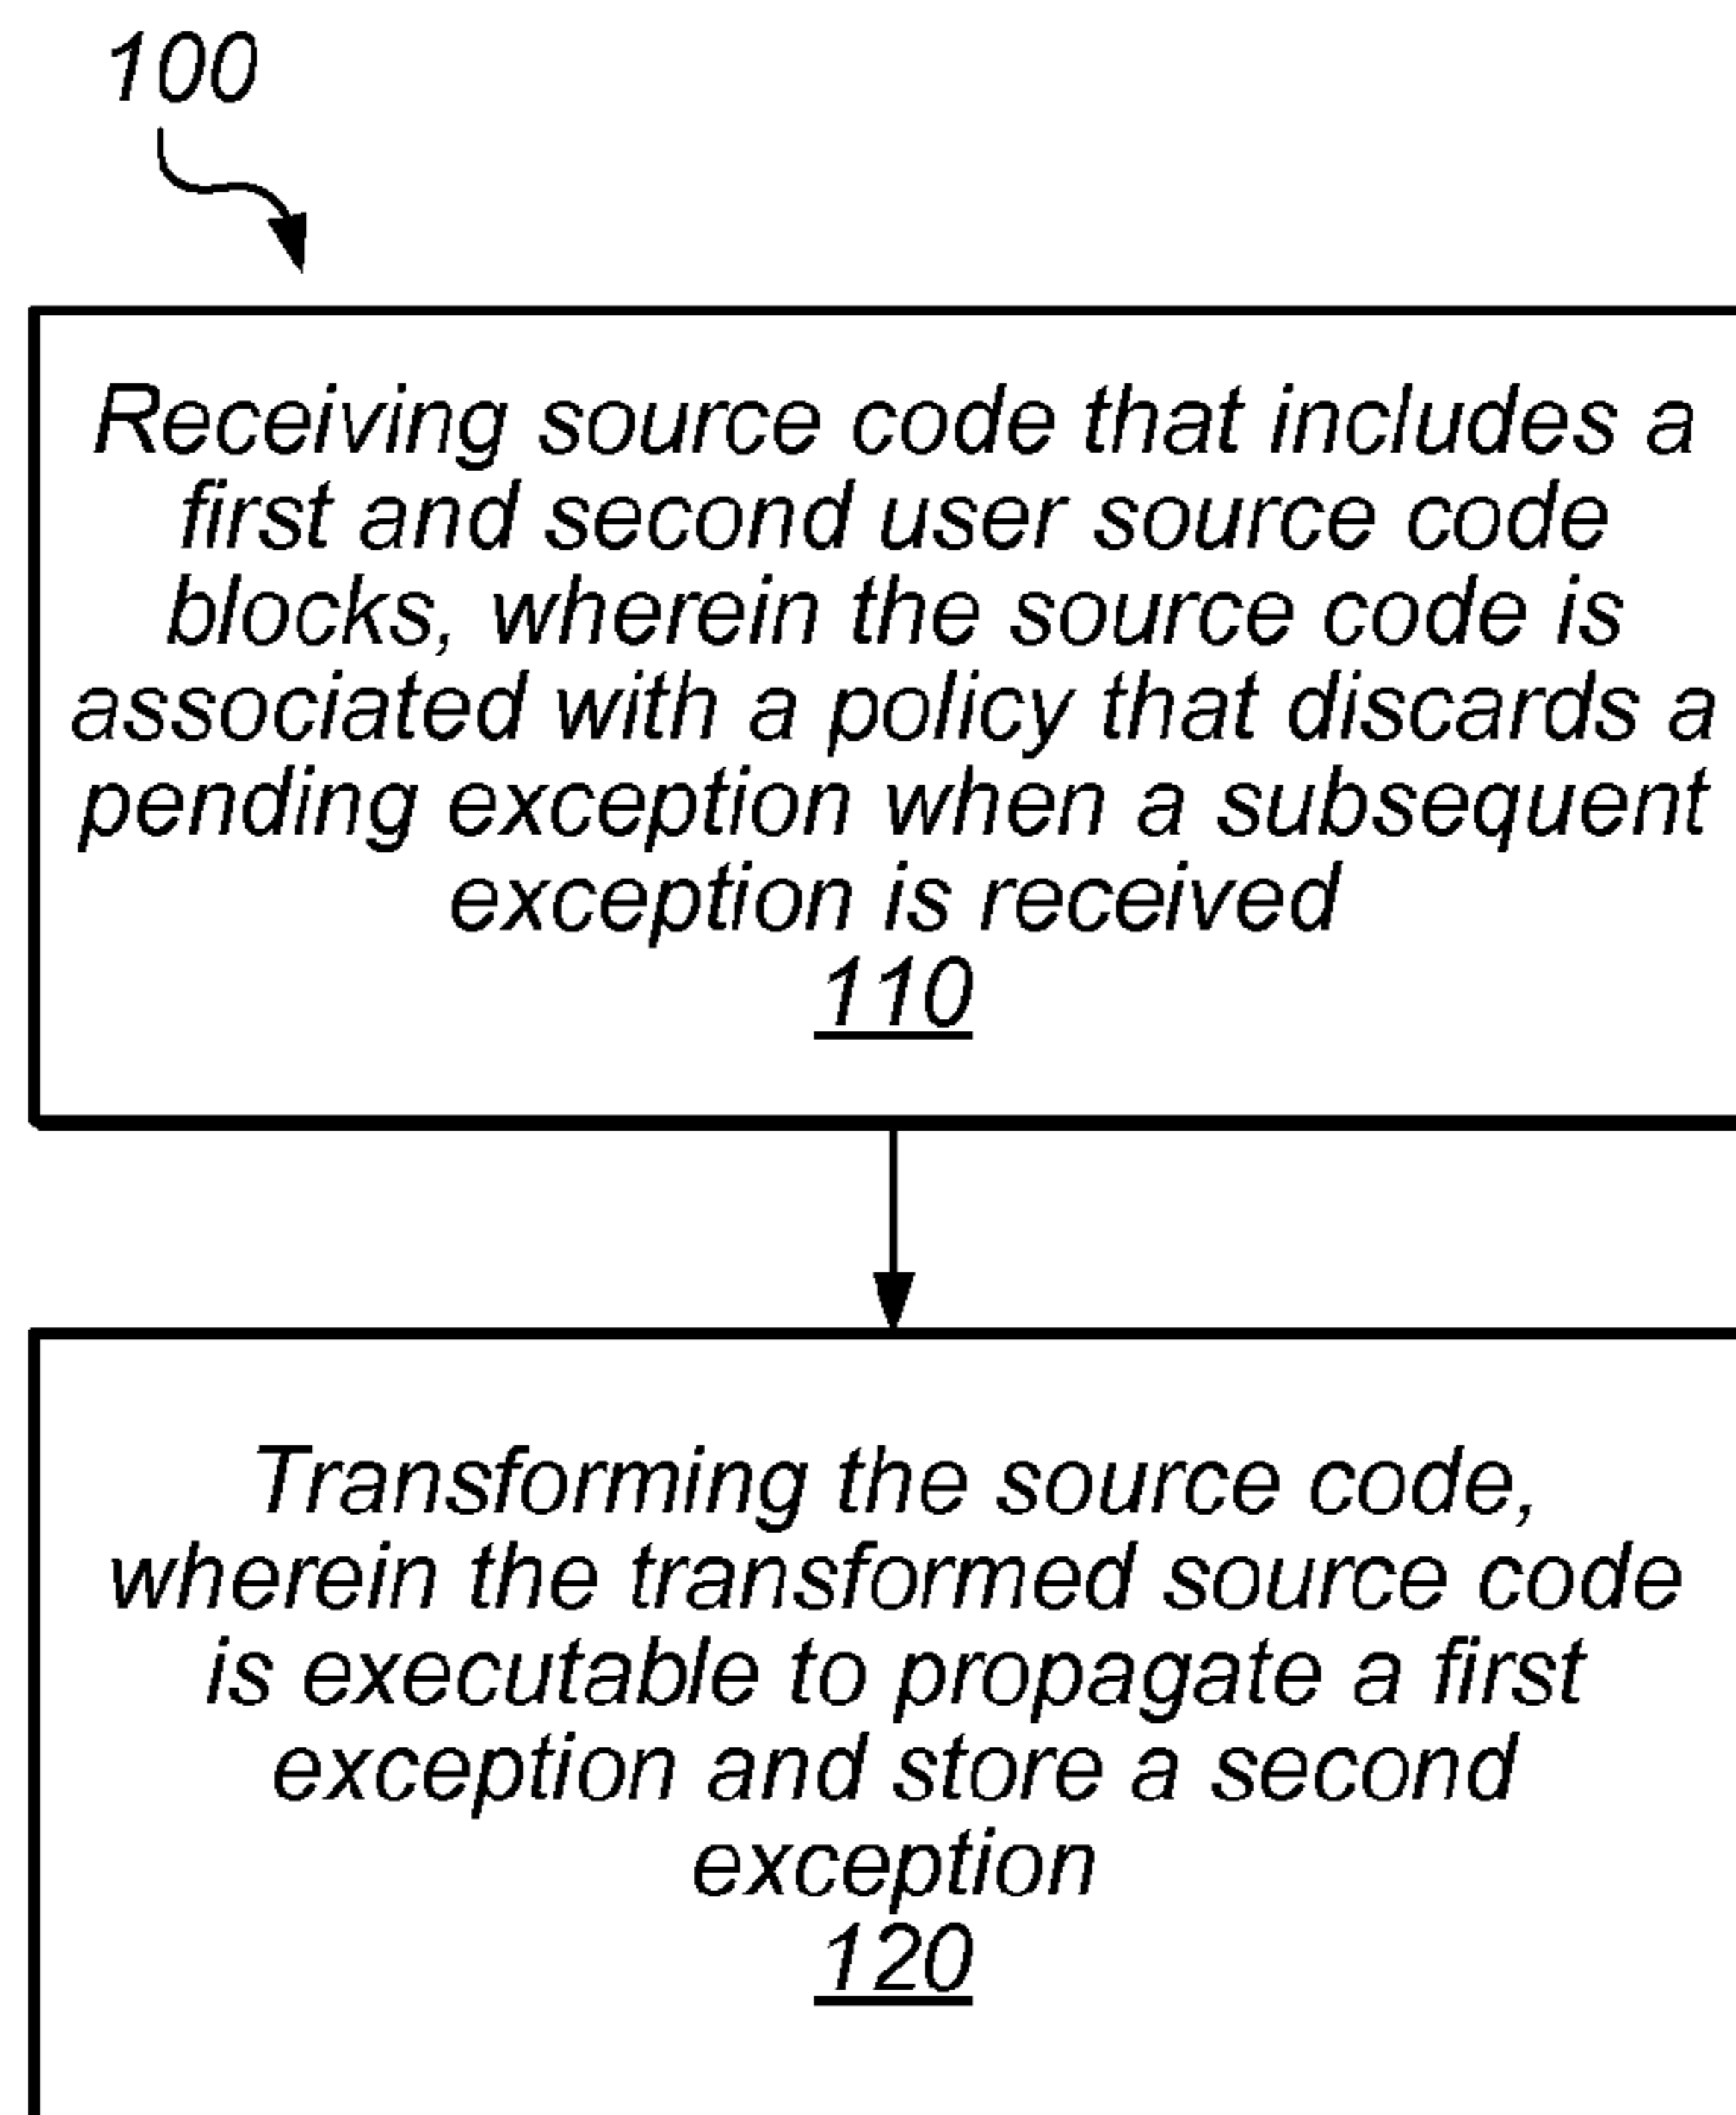 100
Receiving source code that includes a
first and second user source code
blocks, wherein the source code is
associated with a policy that discards a
pending exception when a subsequent
exception is received
110
Transforming the source code,
wherein the transformed source code
is executable to propagate a first
exception and store a second
exception
120